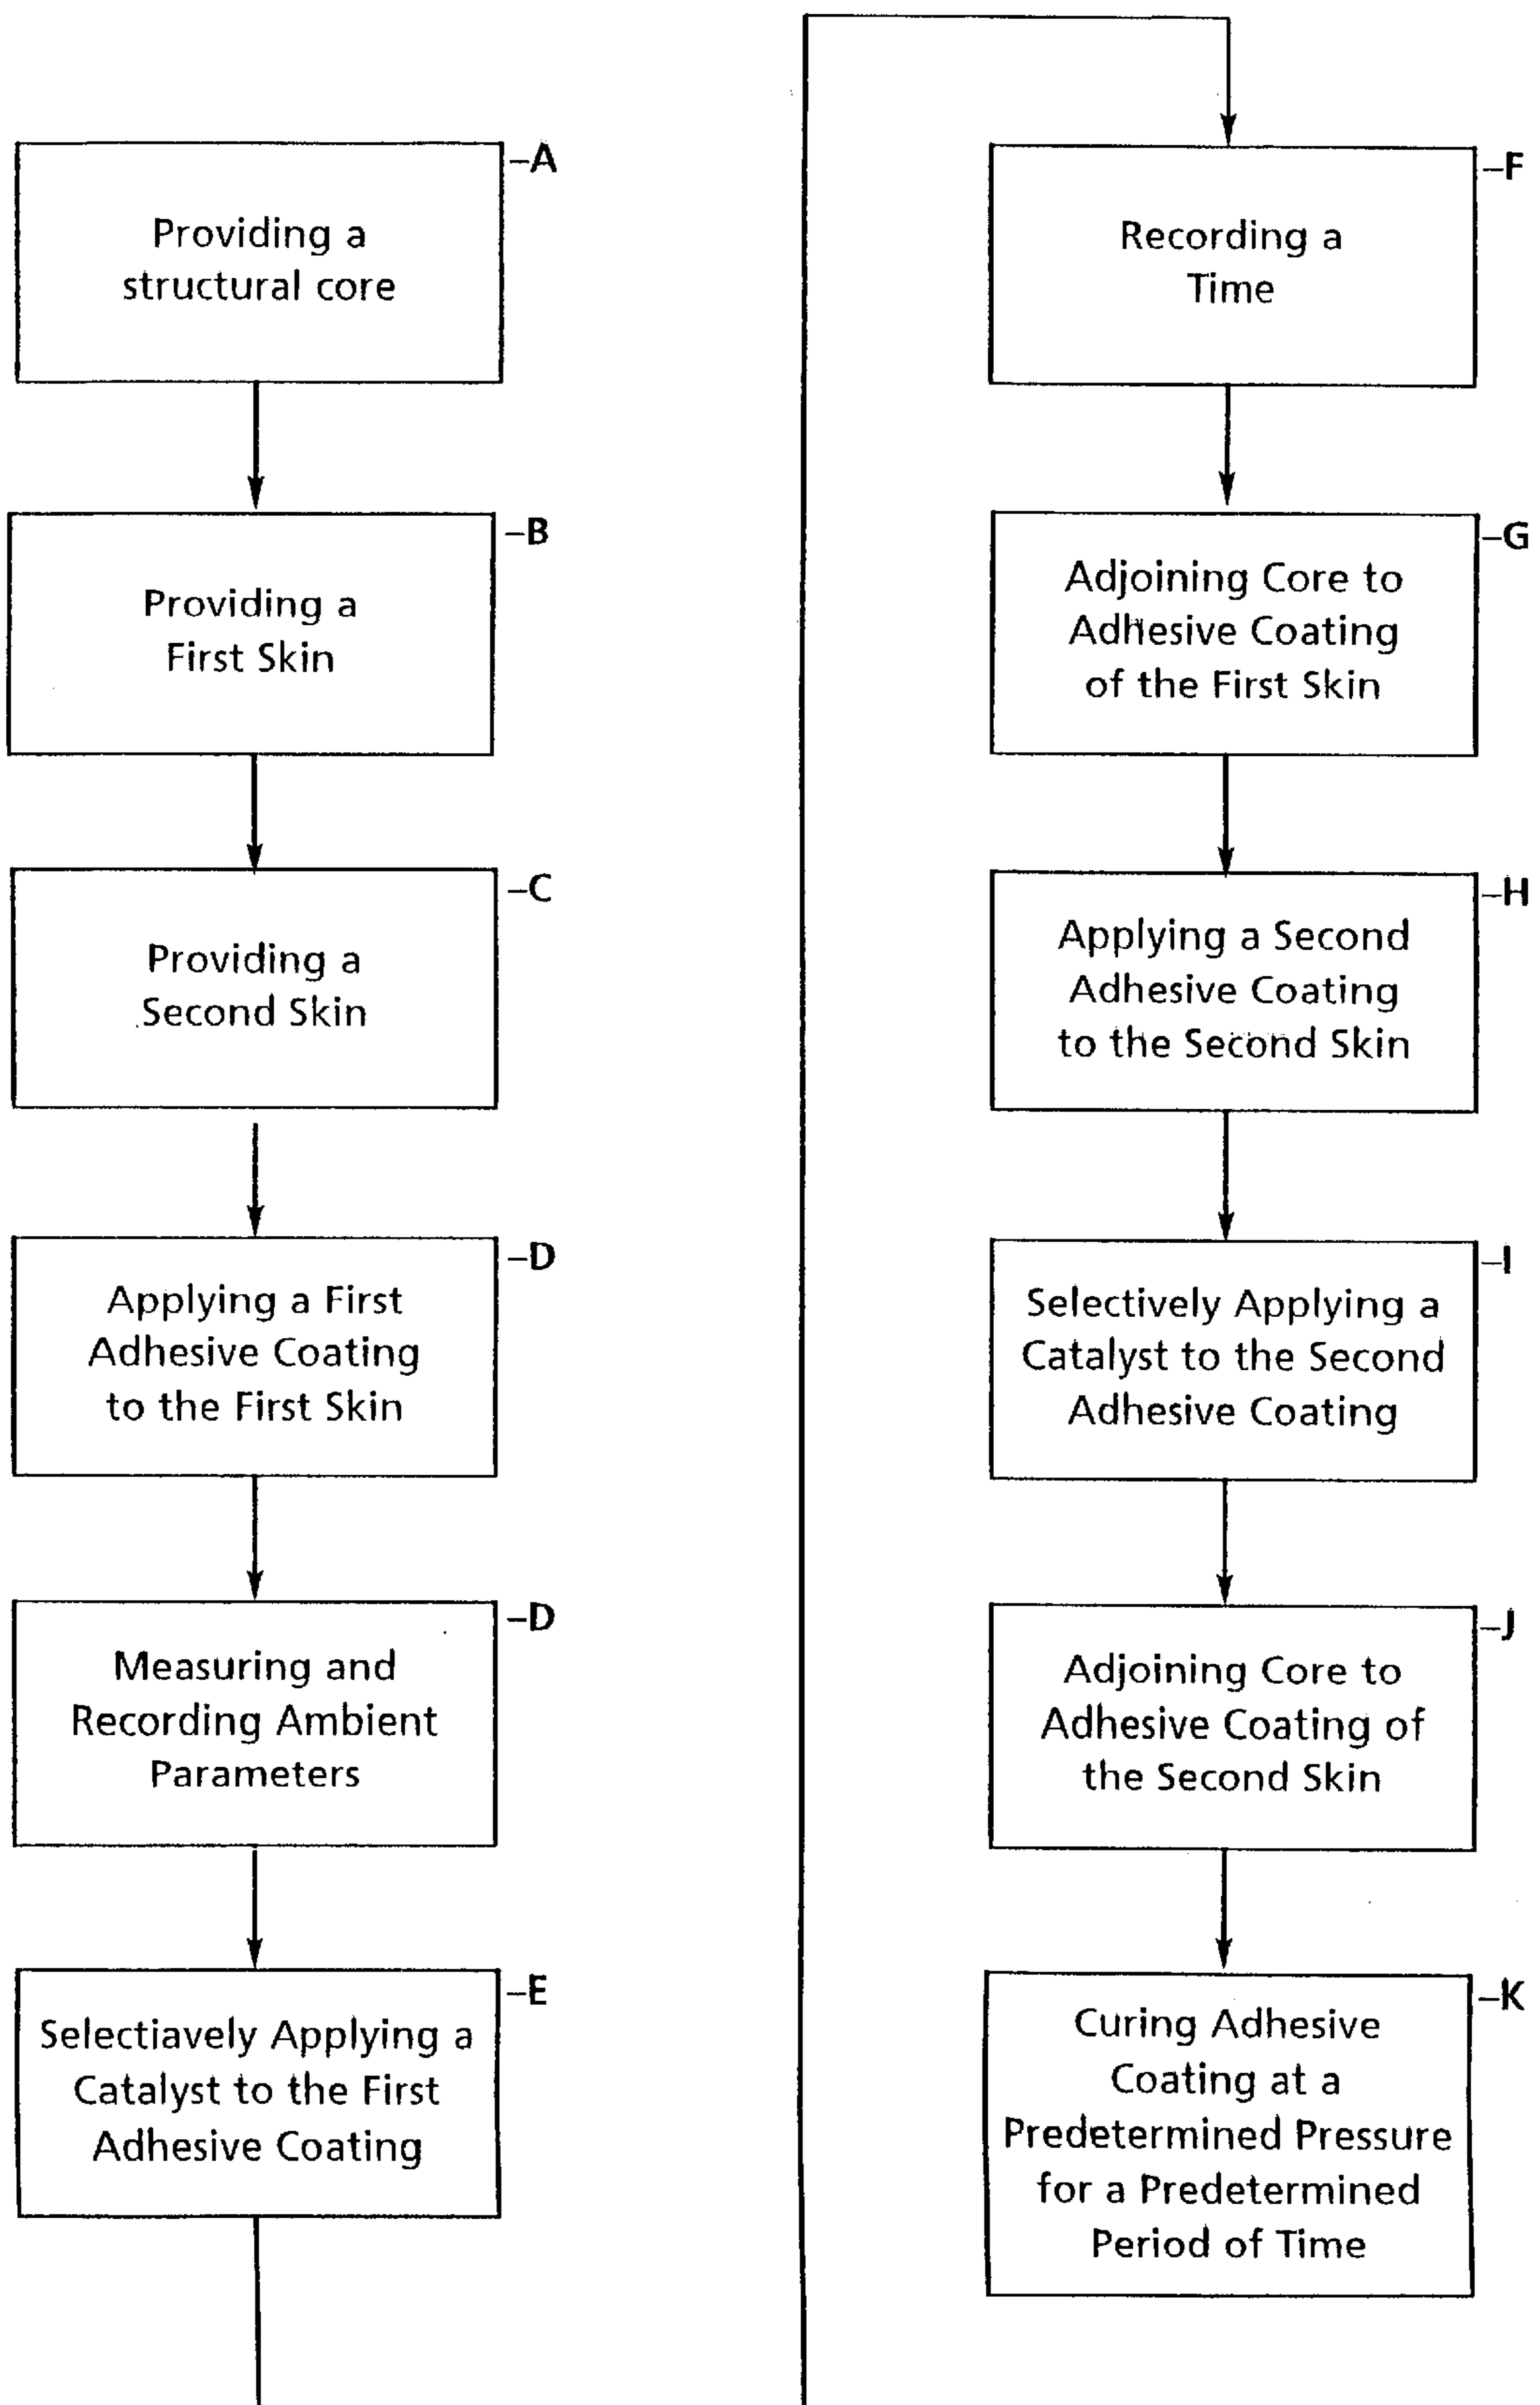 –A
Providing a
structural core
–B
Providing a
First Skin
–C
Providing a
Second Skin
–D
Applying a First
Adhesive Coating
to the First Skin
–D
Measuring and
Recording Ambient
Parameters
–E
Selectiavely Applying a
Catalyst to the First
Adhesive Coating
–F
Recording a
Time
–G
Adjoining Core to
Adhesive Coating
of the First Skin
–H
Applying a Second
Adhesive Coating
to the Second Skin
–I
Selectively Applying a
Catalyst to the Second
Adhesive Coating
–J
Adjoining Core to
Adhesive Coating of
the Second Skin
–K
Curing Adhesive
Coating at a
Predetermined Pressure
for a Predetermined
Period of Time